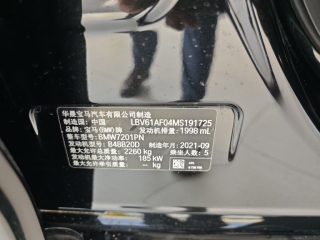 华晨宝马汽车有限公司制造
制造国: 中国 LBV61AF04MS191725
品牌: 宝马(BMW)牌 发动机排量: 1998 mL
整车型号: BMW7201PN
发动机型号: B48B20D 2021-09
最大允许总质量: 2260 kg 乘坐人数: 5
发动机最大净功率: 185 kW
最大允许牵引质量: - kg